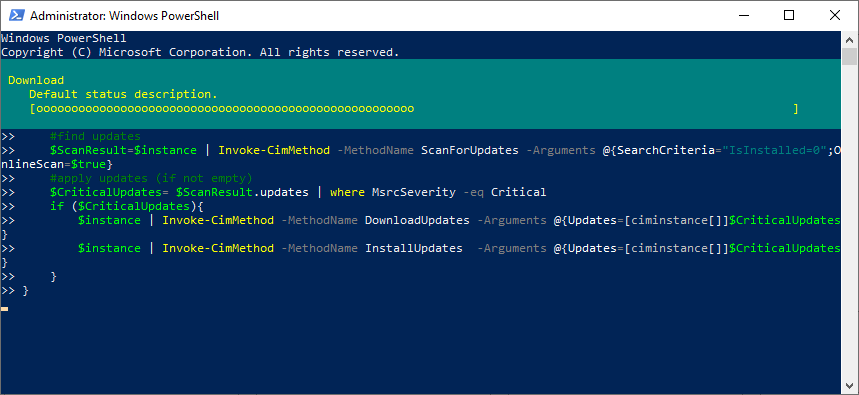 Administrator: Windows PowerShell
Windows PowerShell
Copyright (C) Microsoft Corporation. All rights reserved.
Download
Default status description.
[oooooooooooooooooooooooooooooooooooooooooooooooooooooo ]
>> #find updates
>> $ScanResult=$instance | Invoke-CimMethod -MethodName ScanForUpdates -Arguments @{SearchCriteria="IsInstalled=0";O
nlineScan=$true}
>> #apply updates (if not empty)
>> $CriticalUpdates= $ScanResult.updates | where MsrcSeverity -eq Critical
>> if ($CriticalUpdates){
>> $instance | Invoke-CimMethod -MethodName DownloadUpdates -Arguments @{Updates=[ciminstance[]]$CriticalUpdates
}
>> $instance | Invoke-CimMethod -MethodName InstallUpdates -Arguments @{Updates=[ciminstance[]]$CriticalUpdates
}
>> }
>> }